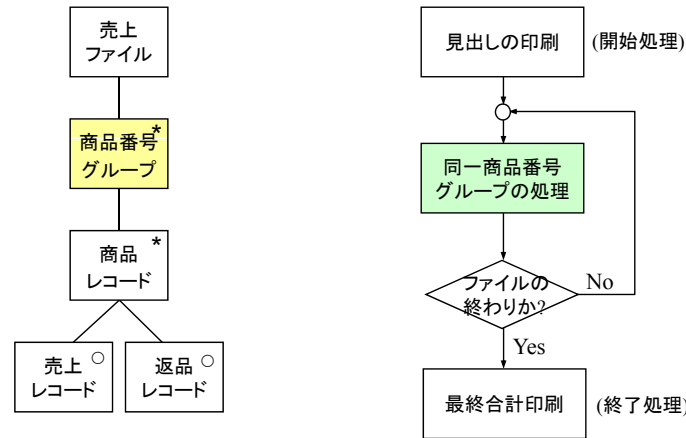 売上
ファイル
商品番号*
グループ
商品*
レコード
売上○
レコード
返品○
レコード
見出しの印刷
(開始処理)
同一商品番号
グループの処理
ファイルの
終わりか?
No
Yes
最終合計印刷
(終了処理)